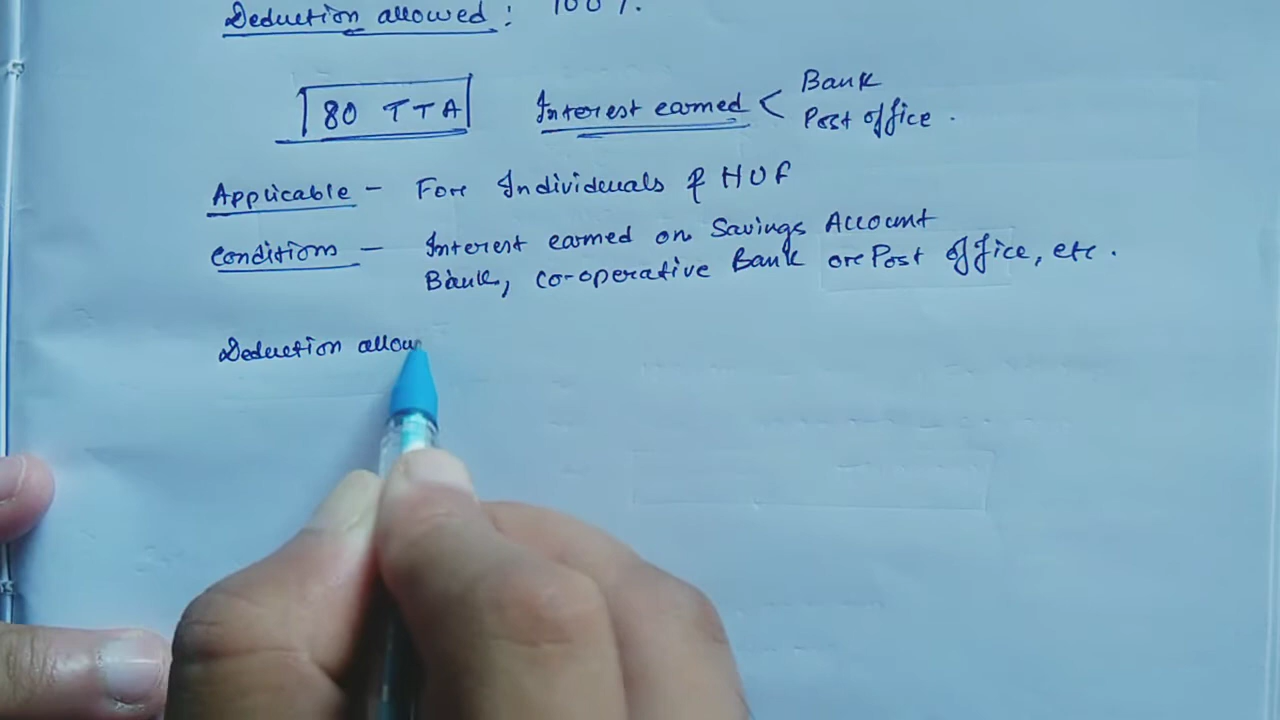 Deduction allowed : 100%.
80 TTA Interest earned < Bank
Post office.
Applicable - For Individuals & HUF
Conditions - Interest earned on Savings Account
Bank, co-operative Bank or Post office, etc.
Deduction allow